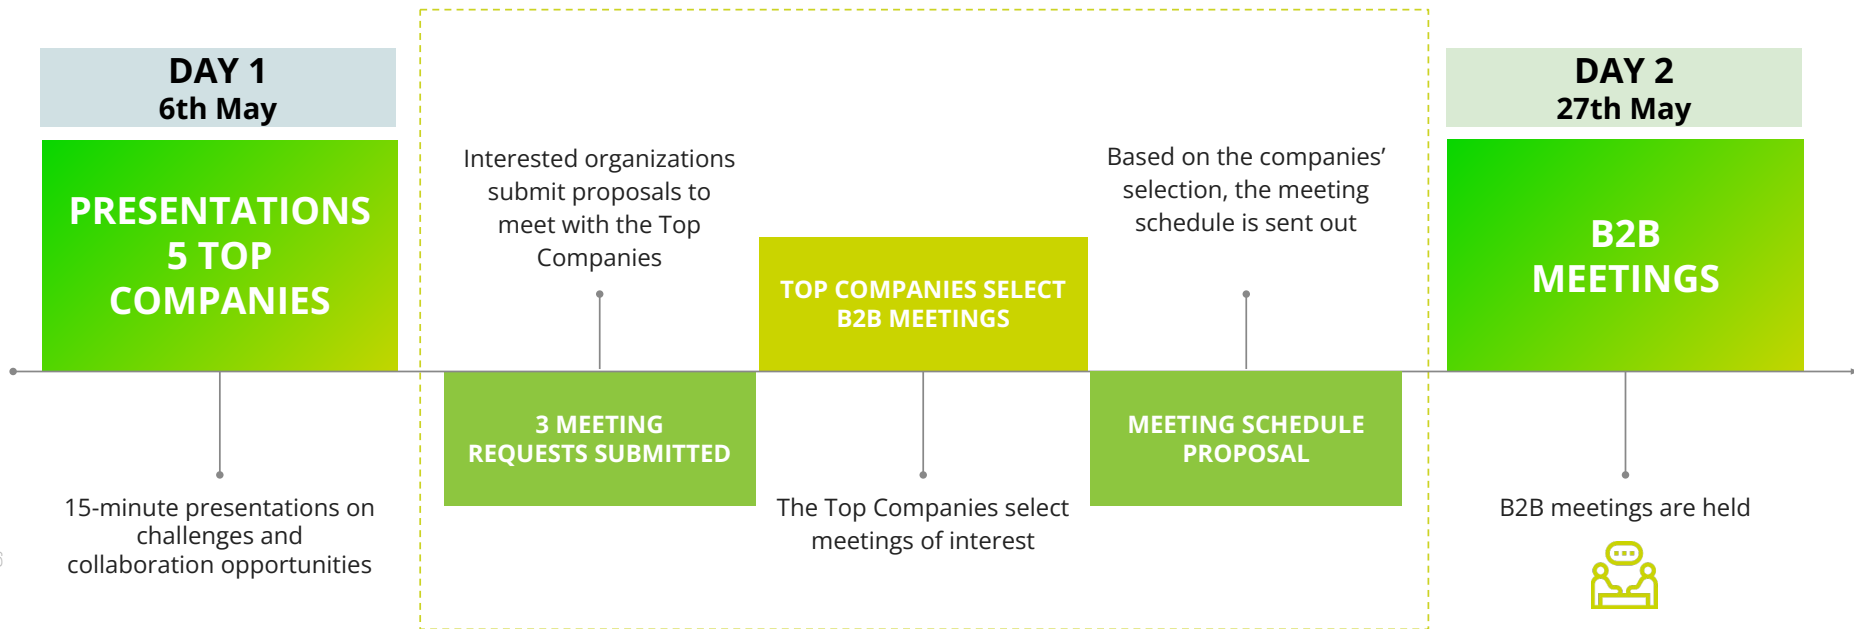 DAY 1
6th May
PRESENTATIONS
5 TOP
COMPANIES
15-minute presentations on
challenges and
collaboration opportunities
Interested organizations
submit proposals to
meet with the Top
Companies
3 MEETING
REQUESTS SUBMITTED
TOP COMPANIES SELECT
B2B MEETINGS
The Top Companies select
meetings of interest
Based on the companies’
selection, the meeting
schedule is sent out
MEETING SCHEDULE
PROPOSAL
DAY 2
27th May
B2B
MEETINGS
B2B meetings are held